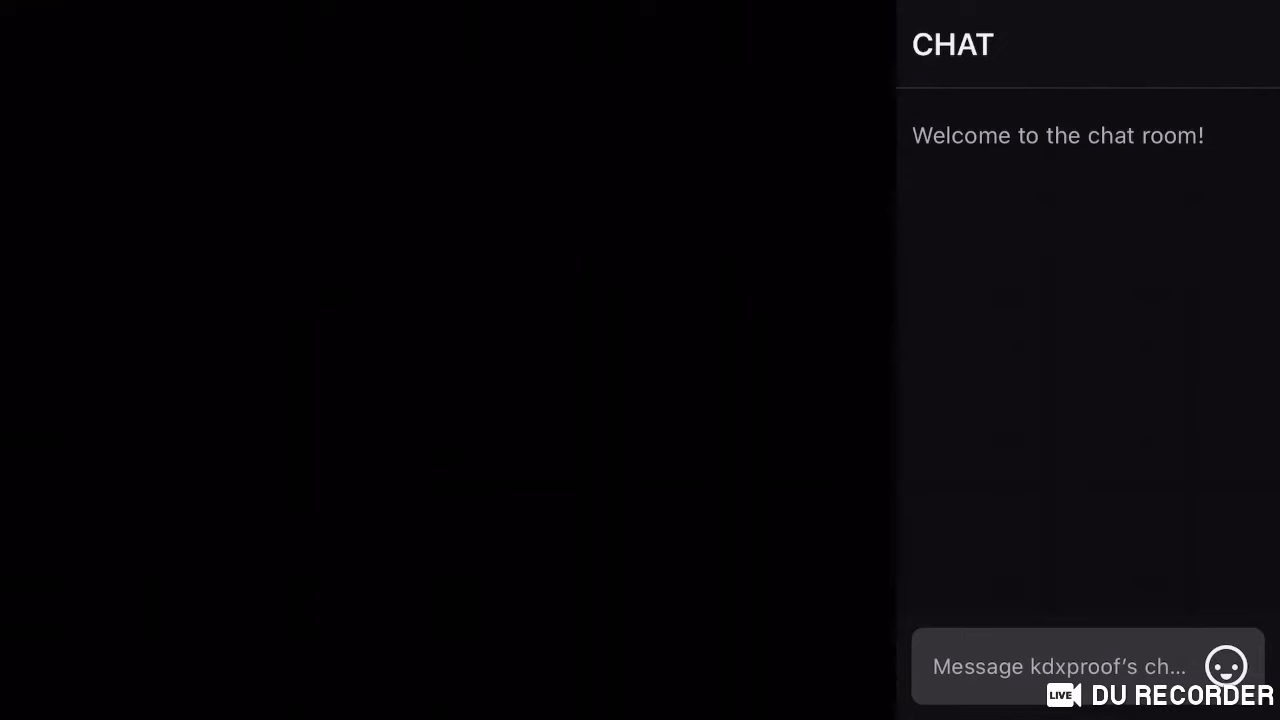 CHAT
Welcome to the chat room!
Message kdxproof's ch...
LIVE DU RECORDER